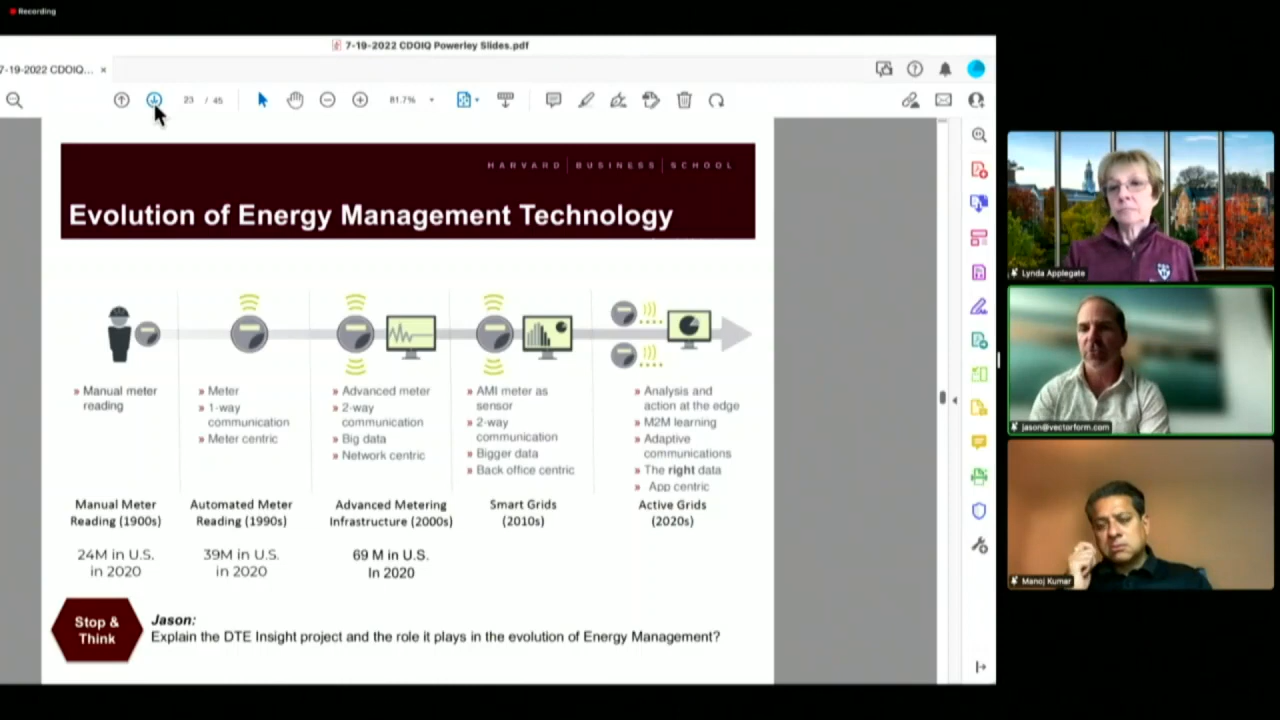 Recording
7-19-2022 CDOIQ Powerley Slides.pdf
7-19-2022 CDOIQ... ×
23 / 45
81.7%
HARVARD | BUSINESS | SCHOOL
Evolution of Energy Management Technology
» Manual meter
reading
» Meter
» 1-way
communication
» Meter centric
» Advanced meter
» 2-way
communication
» Big data
» Network centric
» AMI meter as
sensor
» 2-way
communication
» Bigger data
» Back office centric
» Analysis and
action at the edge
» M2M learning
» Adaptive
communications
» The right data
» App centric
Manual Meter
Reading (1900s)
Automated Meter
Reading (1990s)
Advanced Metering
Infrastructure (2000s)
Smart Grids
(2010s)
Active Grids
(2020s)
24M in U.S.
in 2020
39M in U.S.
in 2020
69 M in U.S.
In 2020
Stop &
Think
Jason:
Explain the DTE Insight project and the role it plays in the evolution of Energy Management?
Lynda Applegate
jason@vectorform.com
Manoj Kumar